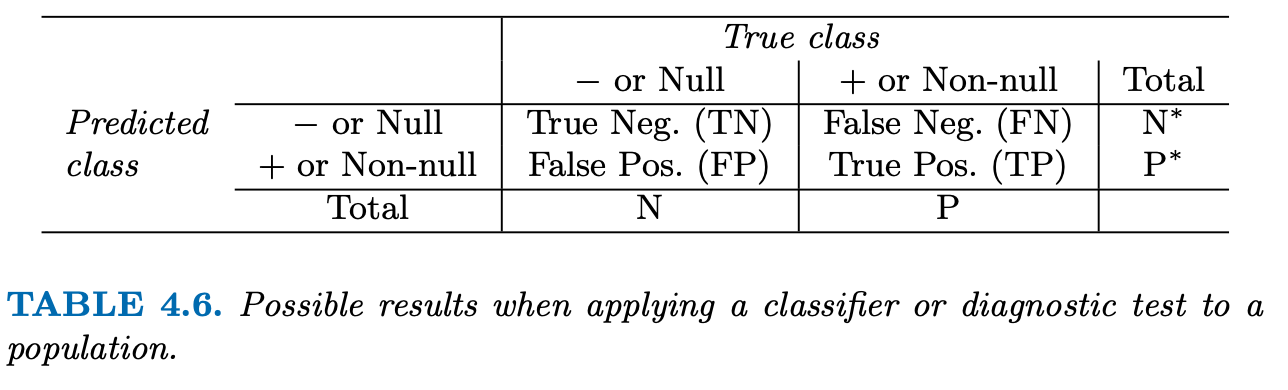 True class
− or Null + or Non-null Total
Predicted − or Null True Neg. (TN) False Neg. (FN) N*
class + or Non-null False Pos. (FP) True Pos. (TP) P*
Total N P
TABLE 4.6. Possible results when applying a classifier or diagnostic test to a
population.